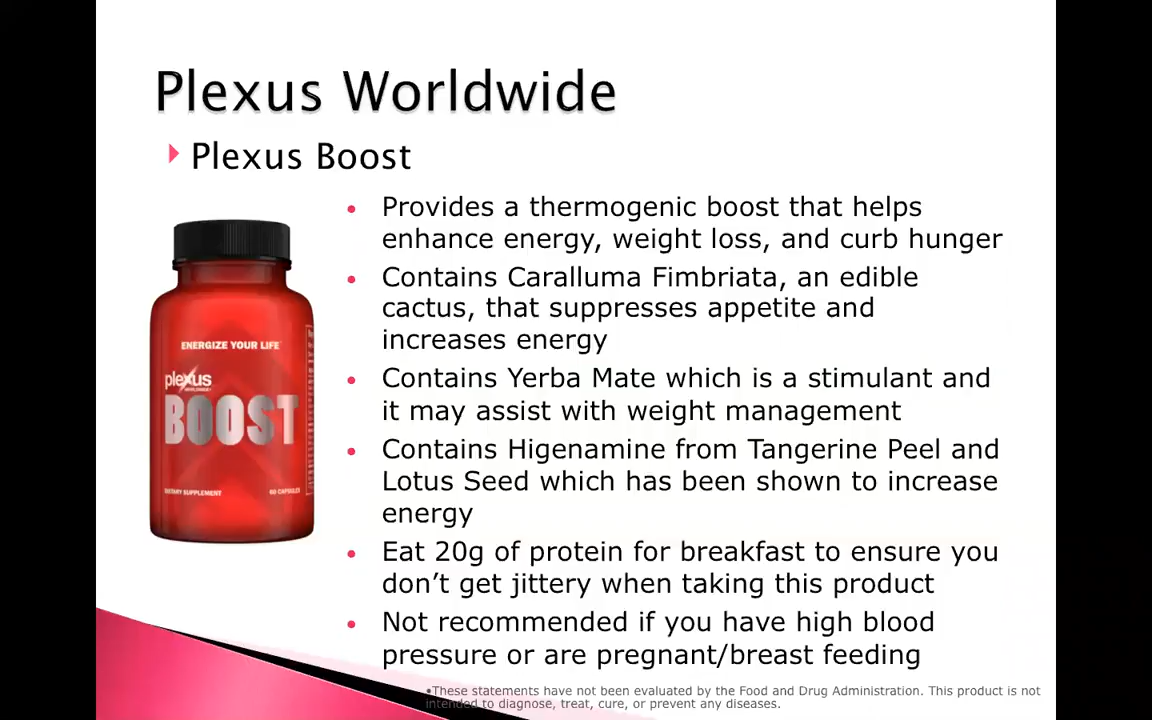 Plexus Worldwide
Plexus Boost
Provides a thermogenic boost that helps
enhance energy, weight loss, and curb hunger
Contains Caralluma Fimbriata, an edible
cactus, that suppresses appetite and
increases energy
Contains Yerba Mate which is a stimulant and
it may assist with weight management
Contains Higenamine from Tangerine Peel and
Lotus Seed which has been shown to increase
energy
Eat 20g of protein for breakfast to ensure you
don’t get jittery when taking this product
Not recommended if you have high blood
pressure or are pregnant/breast feeding
•These statements have not been evaluated by the Food and Drug Administration. This product is not
intended to diagnose, treat, cure, or prevent any diseases.
ENERGIZE YOUR LIFE
plexus
WORLDWIDE
BOOST
DIETARY SUPPLEMENT
60 CAPSULES